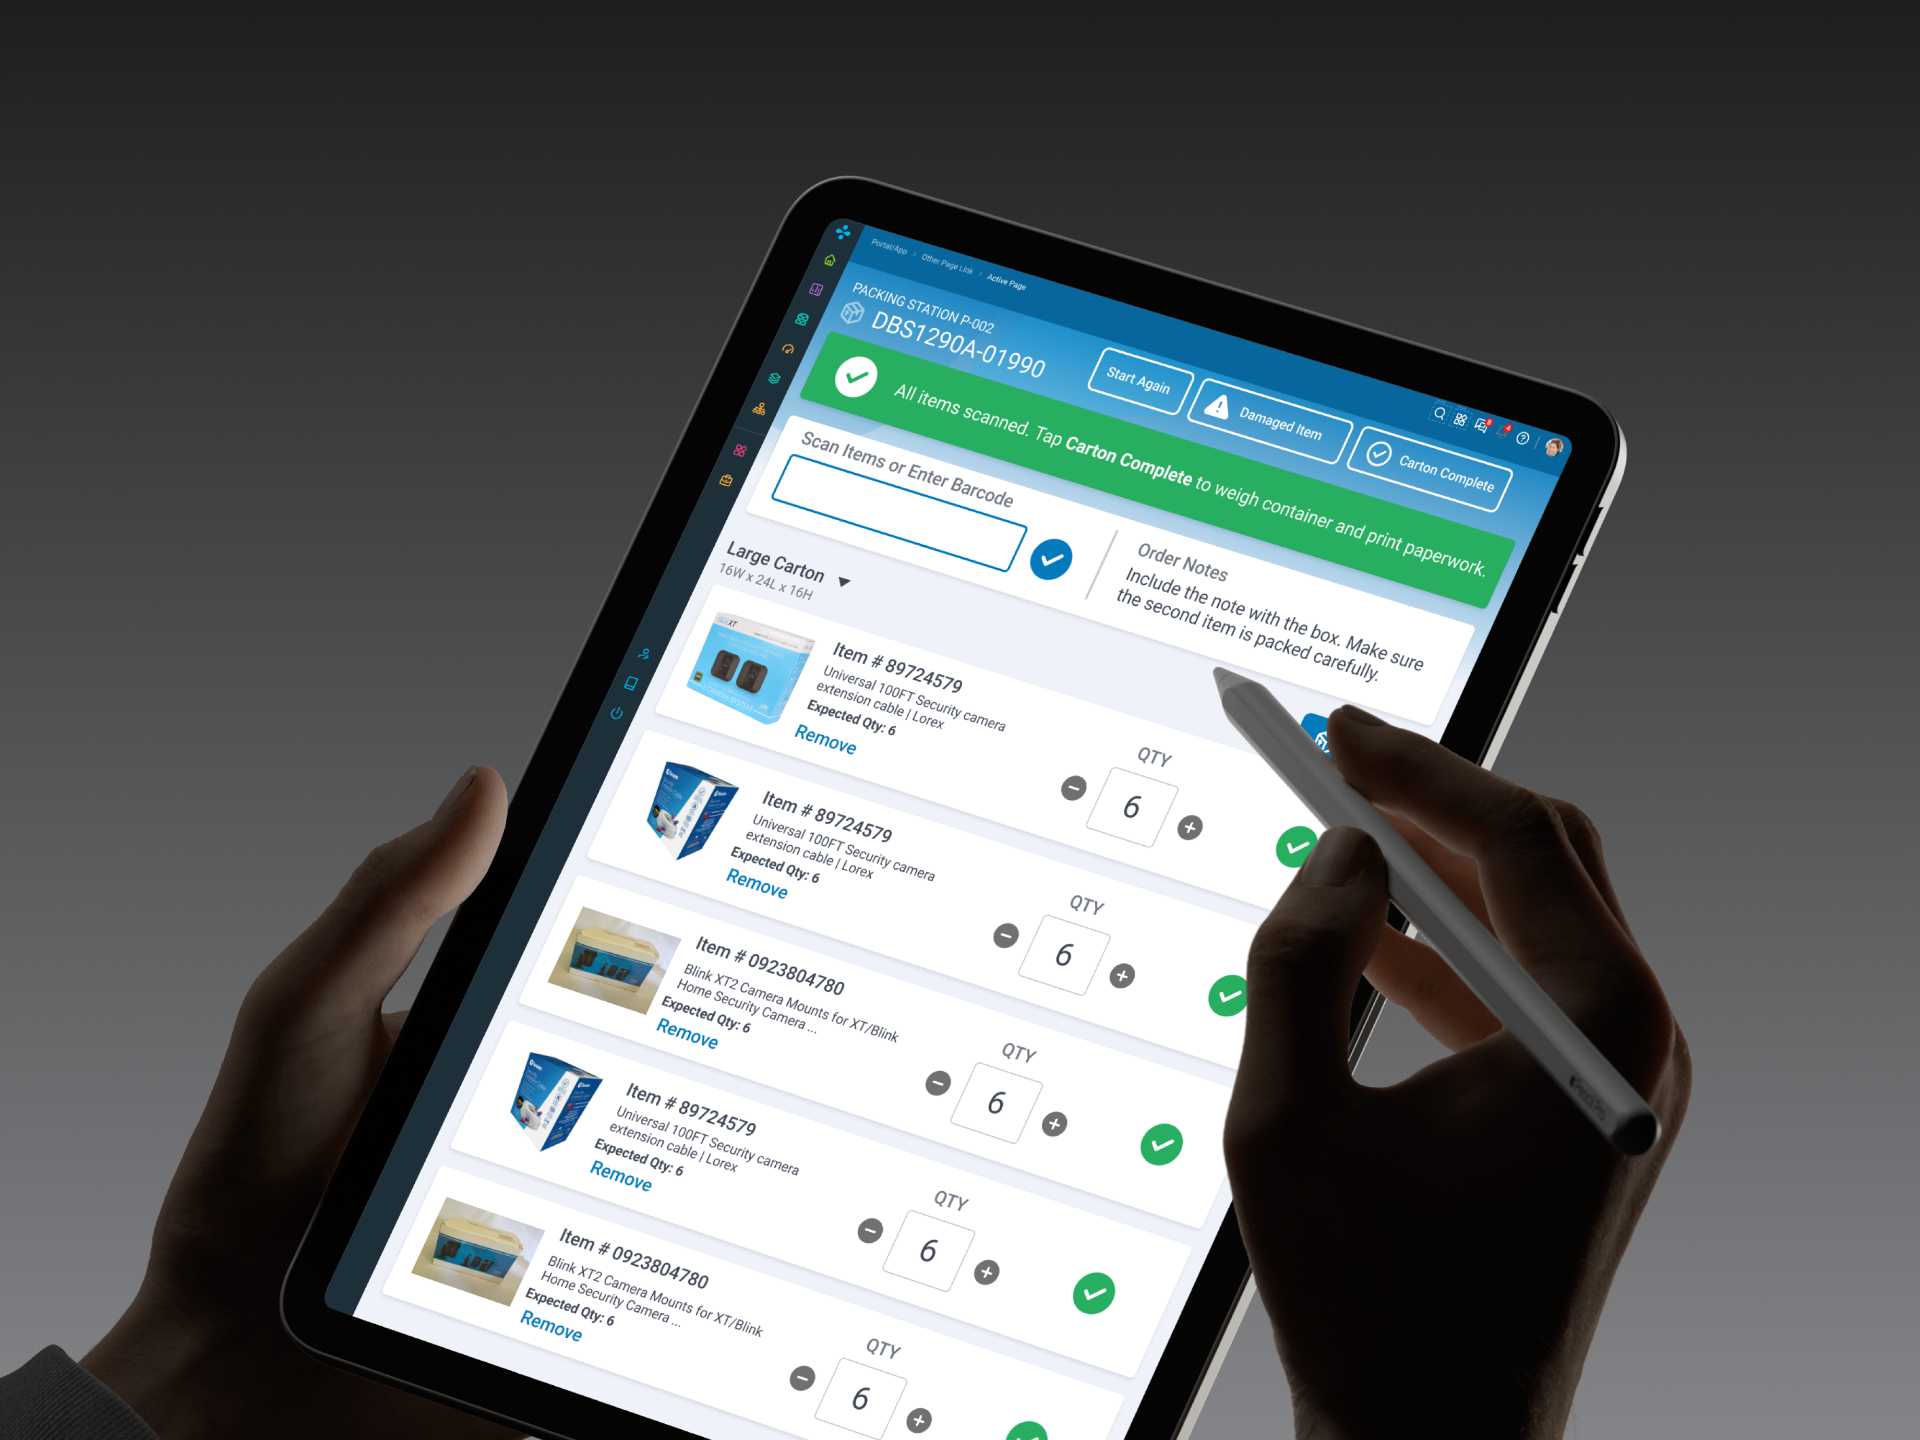 Portal/App > Other Page Link > Active Page
PACKING STATION P-002
DBS1290A-01990
Start Again
Damaged Item
Carton Complete
All items scanned. Tap Carton Complete to weigh container and print paperwork.
Scan Items or Enter Barcode
Order Notes
Include the note with the box. Make sure
the second item is packed carefully.
Large Carton
16W x 24L x 16H
Item # 89724579
Universal 100FT Security camera
extension cable | Lorex
Expected Qty: 6
Remove
QTY
6
Item # 89724579
Universal 100FT Security camera
extension cable | Lorex
Expected Qty: 6
Remove
QTY
6
Item # 0923804780
Blink XT2 Camera Mounts for XT/Blink
Home Security Camera ...
Expected Qty: 6
Remove
QTY
6
Item # 89724579
Universal 100FT Security camera
extension cable | Lorex
Expected Qty: 6
Remove
QTY
6
Item # 0923804780
Blink XT2 Camera Mounts for XT/Blink
Home Security Camera ...
Expected Qty: 6
Remove
QTY
6